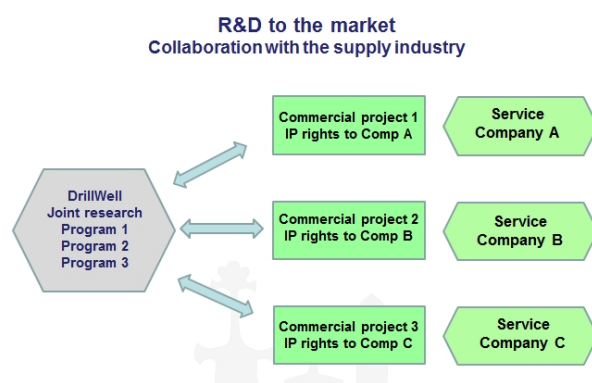 R&D to the market
Collaboration with the supply industry
Commercial project 1
IP rights to Comp A
Service
Company A
DrillWell
Joint research
Program 1
Program 2
Program 3
Commercial project 2
IP rights to Comp B
Service
Company B
Commercial project 3
IP rights to Comp C
Service
Company C